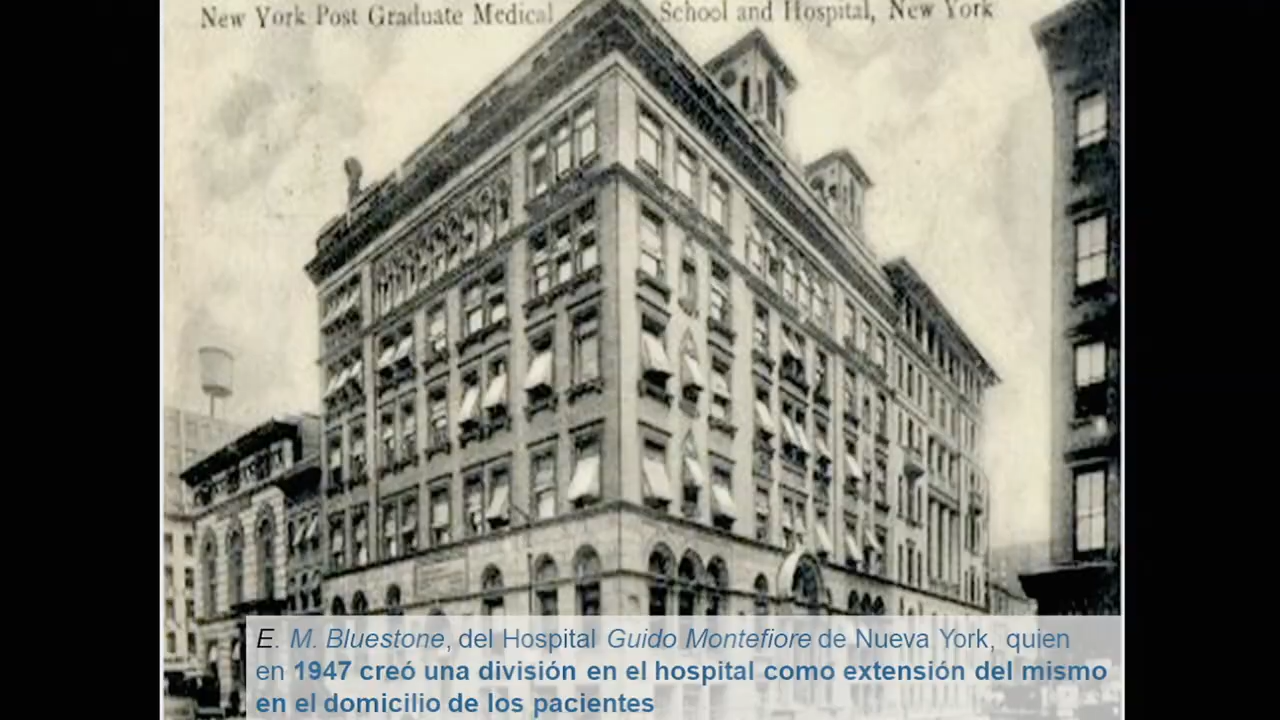 New York Post Graduate Medical School and Hospital, New York
E. M. Bluestone, del Hospital Guido Montefiore de Nueva York, quien
en 1947 creó una división en el hospital como extensión del mismo
en el domicilio de los pacientes